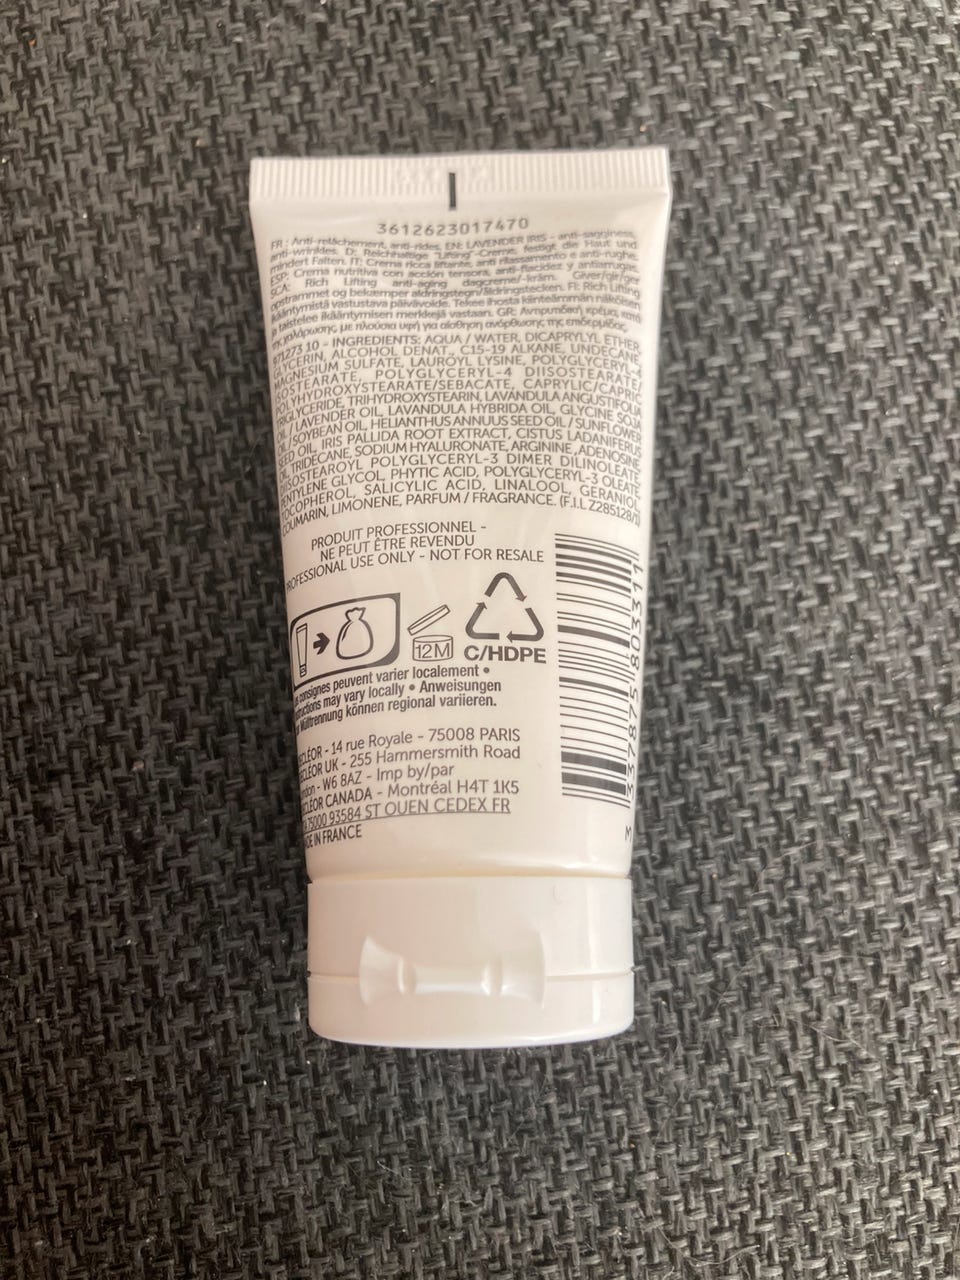 3612623017470
FR : Anti-relâchement, anti-rides. EN: LAVENDER IRIS - anti-sagginess,
anti-wrinkles. D: Reichhaltige "Lifting"-Creme, festigt die Haut und
mindert Falten. IT: Crema ricca liftante, anti rilassamento e anti-rughe.
ESP: Crema nutritiva con acción tensora, anti-flacidez y antiarrugas.
SCA: Rich Lifting anti-aging dagcreme/-kräm. Giver/gir/ger
opstrammet og bekæmper aldringstegn/åldringstecken. FI: Rich Lifting
ikääntymistä vastustava päivävoide. Tekee ihosta kiinteämmän näköisen
ja taistelee ikääntymisen merkkejä vastaan. GR: Αντιρυτιδική κρέμα, κατά
της χαλάρωσης, με πλούσια υφή για αίσθηση ανόρθωσης της επιδερμίδας.
971273 10 - INGREDIENTS: AQUA / WATER, DICAPRYLYL ETHER,
GLYCERIN, ALCOHOL DENAT., C15-19 ALKANE, UNDECANE,
MAGNESIUM SULFATE, LAUROYL LYSINE, POLYGLYCERYL-4
ISOSTEARATE, POLYGLYCERYL-4 DIISOSTEARATE/
POLYHYDROXYSTEARATE/SEBACATE, CAPRYLIC/CAPRIC
TRIGLYCERIDE, TRIHYDROXYSTEARIN, LAVANDULA ANGUSTIFOLIA
OIL / LAVENDER OIL, LAVANDULA HYBRIDA OIL, GLYCINE SOJA
OIL / SOYBEAN OIL, HELIANTHUS ANNUUS SEED OIL / SUNFLOWER
SEED OIL, IRIS PALLIDA ROOT EXTRACT, CISTUS LADANIFERUS
OIL, TRIDECANE, SODIUM HYALURONATE, ARGININE, ADENOSINE,
ISOSTEAROYL POLYGLYCERYL-3 DIMER DILINOLEATE,
PENTYLENE GLYCOL, PHYTIC ACID, POLYGLYCERYL-3 OLEATE,
TOCOPHEROL, SALICYLIC ACID, LINALOOL, GERANIOL,
COUMARIN, LIMONENE, PARFUM / FRAGRANCE. (F.I.L Z285128/1)
PRODUIT PROFESSIONNEL -
NE PEUT ÊTRE REVENDU
PROFESSIONAL USE ONLY - NOT FOR RESALE
12M
C/HDPE
consignes peuvent varier localement •
may vary locally • Anweisungen
Mülltrennung können regional variieren.
- 14 rue Royale - 75008 PARIS
UK - 255 Hammersmith Road
- W6 8AZ - Imp by/par
CANADA - Montréal H4T 1K5
75000 93584 ST OUEN CEDEX FR
IN FRANCE
3 337875 803311